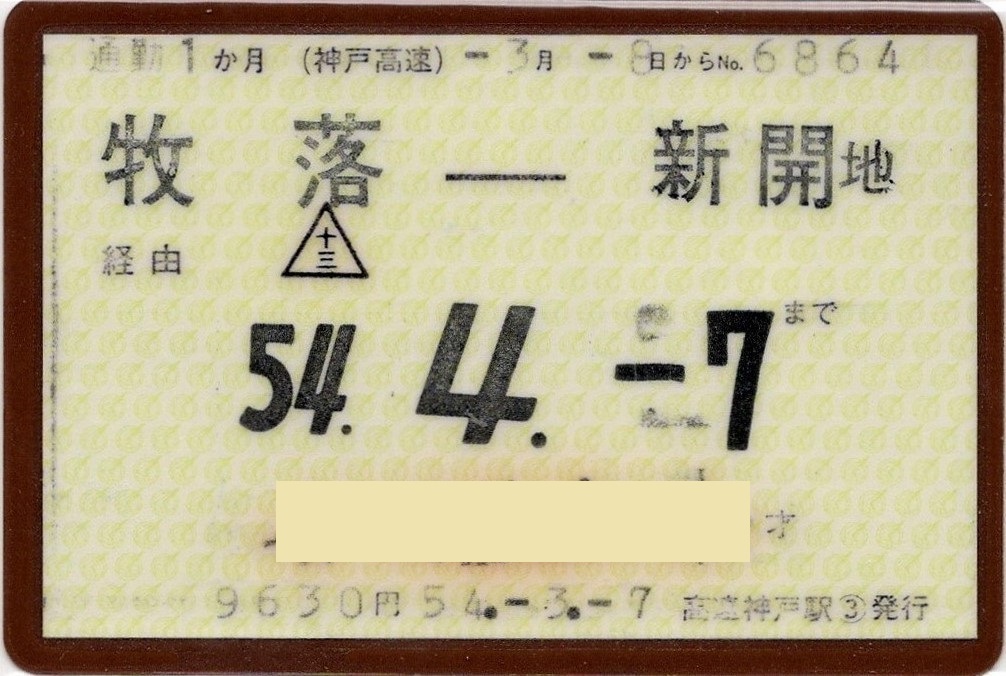 通勤1か月 (神戸高速) -3月 -8日からNo.6864
牧落 — 新開地
経由 十三
54. 4. -7まで
才
9630円 54.-3.-7 高速神戸駅③発行